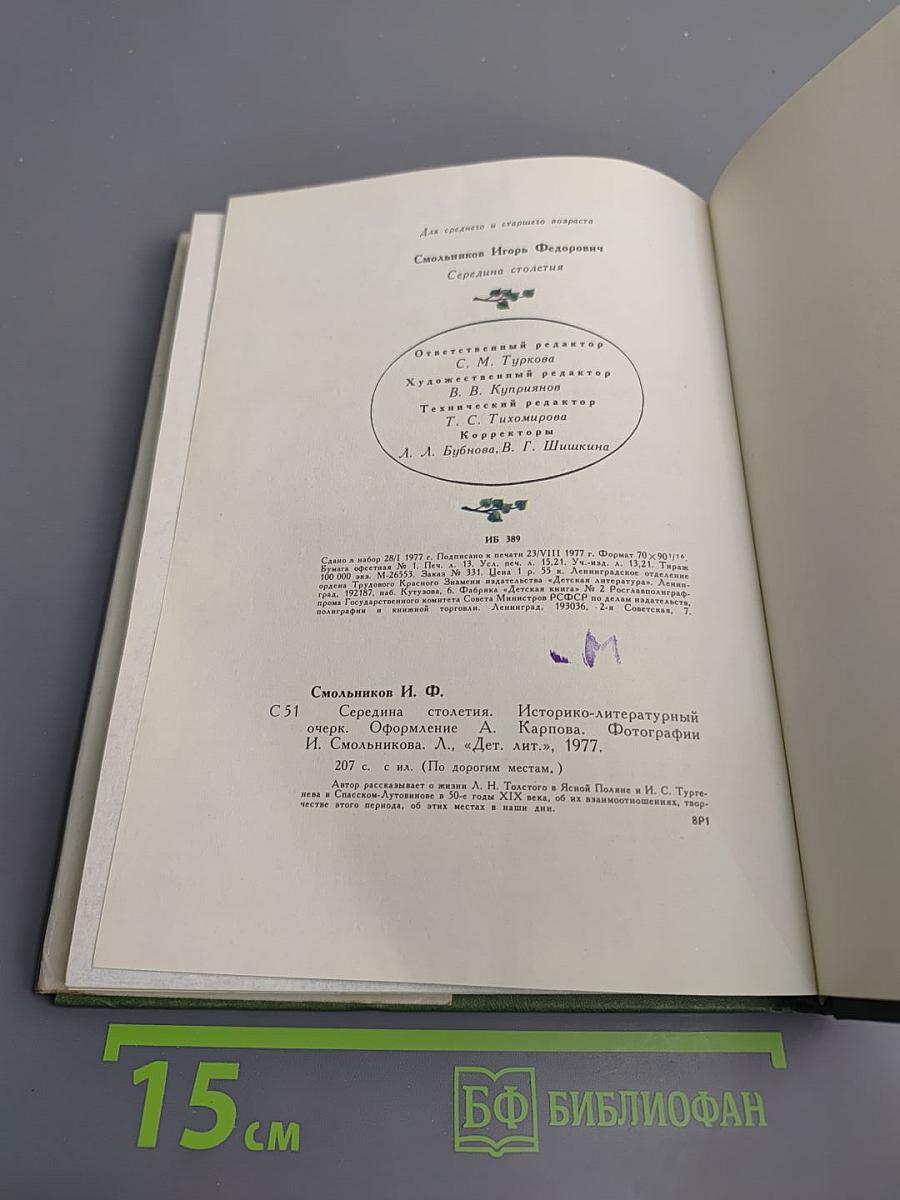 Для среднего и старшего возраста
Смольников Игорь Федорович
Середина столетия
Ответственный редактор
С. М. Туркова
Художественный редактор
В. В. Куприянов
Технический редактор
Т. С. Тихомирова
Корректоры
Л. Л. Бубнова, В. Г. Шишкина
ИБ 389
Сдано в набор 28/I 1977 г. Подписано к печати 23/VIII 1977 г. Формат 70×90 1/16.
Бумага офсетная № 1. Печ. л. 13. Усл. печ. л. 15,21. Уч.-изд. л. 13,21. Тираж
100 000 экз. М-26553. Заказ № 331. Цена 1 р. 55 к. Ленинградское отделение
ордена Трудового Красного Знамени издательства «Детская литература». Ленин-
град, 192187, наб. Кутузова, 6. Фабрика «Детская книга» № 2 Росглавполиграф-
прома Государственного комитета Совета Министров РСФСР по делам издательств,
полиграфии и книжной торговли. Ленинград, 193036, 2-я Советская, 7.
Смольников И. Ф.
С 51 Середина столетия. Историко-литературный
очерк. Оформление А. Карпова. Фотографии
И. Смольникова. Л., «Дет. лит.», 1977.
207 с. с ил. (По дорогим местам.)
Автор рассказывает о жизни Л. Н. Толстого в Ясной Поляне и И. С. Турге-
нева в Спасском-Лутовинове в 50-е годы XIX века, об их взаимоотношениях, твор-
честве этого периода, об этих местах в наши дни.
8Р1
15 см
БФ БИБЛИОФАН